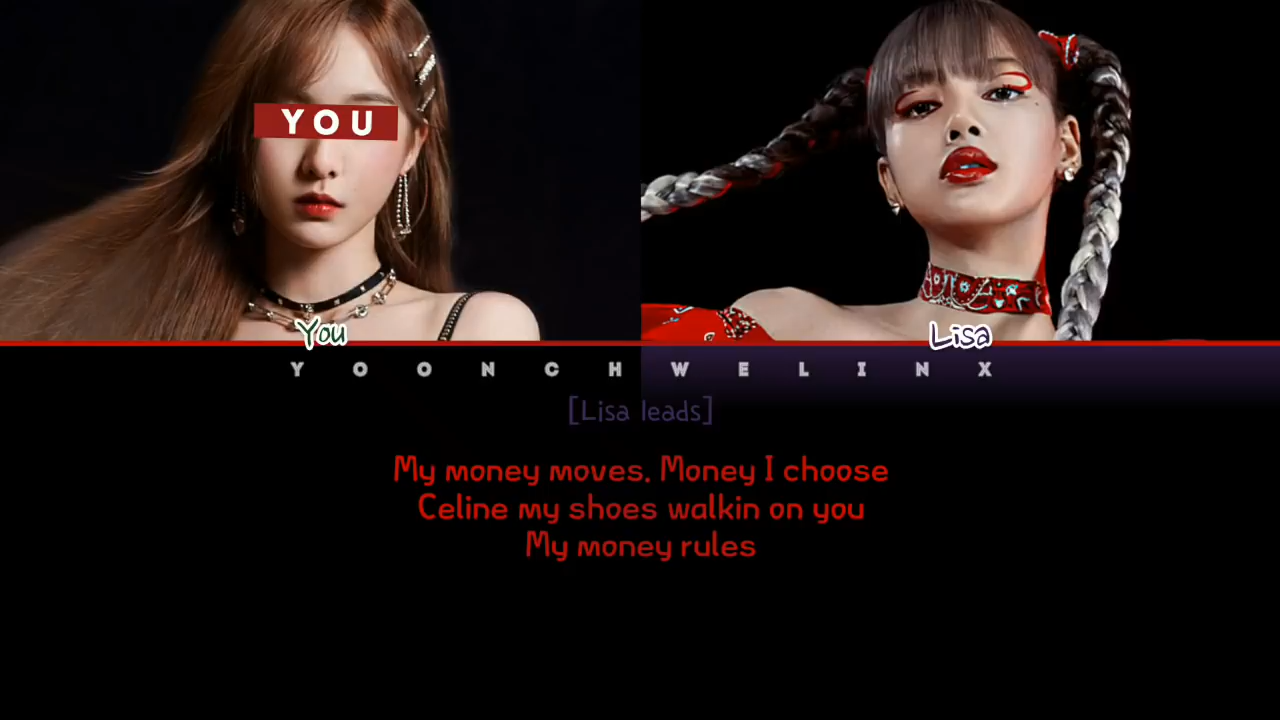 YOU
You
Lisa
YOONCHWELINX
[Lisa leads]
My money moves, Money I choose
Celine my shoes walkin on you
My money rules